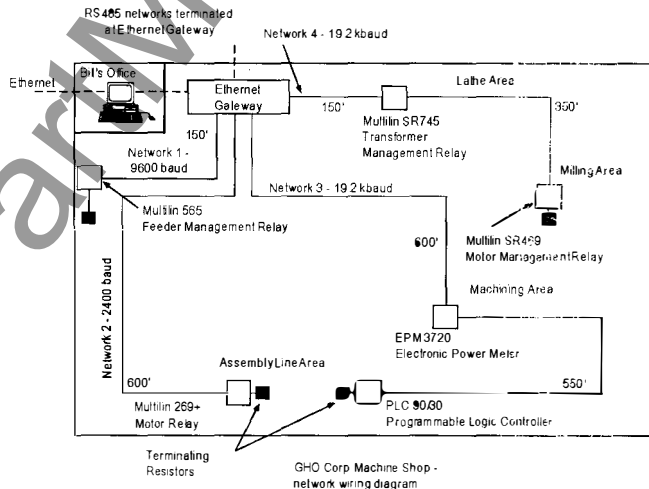 RS485 networks terminated
at Ethernet Gateway
Network 4 - 19.2 kbaud
Ethernet
Bill's Office
Ethernet
Gateway
Lathe Area
150'
150'
350'
Multilin SR745
Transformer
Management Relay
Network 1 -
9600 baud
Milling Area
Network 3 - 19.2 kbaud
Multilin 565
Feeder Management Relay
Multilin SR469
Motor Management Relay
600'
Machining Area
Network 2 - 2400 baud
EPM3720
Electronic Power Meter
Assembly Line Area
600'
550'
Multilin 269+
Motor Relay
PLC 90/30
Programmable Logic Controller
Terminating
Resistors
GHO Corp Machine Shop -
network wiring diagram